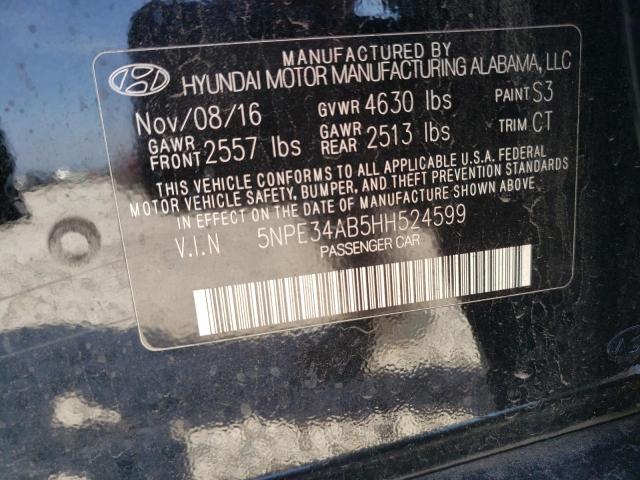 MANUFACTURED BY
HYUNDAI MOTOR MANUFACTURING ALABAMA, LLC
Nov/08/16 GVWR 4630 lbs PAINT S3
GAWR FRONT 2557 lbs GAWR REAR 2513 lbs TRIM CT
THIS VEHICLE CONFORMS TO ALL APPLICABLE U.S.A. FEDERAL
MOTOR VEHICLE SAFETY, BUMPER, AND THEFT PREVENTION STANDARDS
IN EFFECT ON THE DATE OF MANUFACTURE SHOWN ABOVE.
V.I.N 5NPE34AB5HH524599
PASSENGER CAR